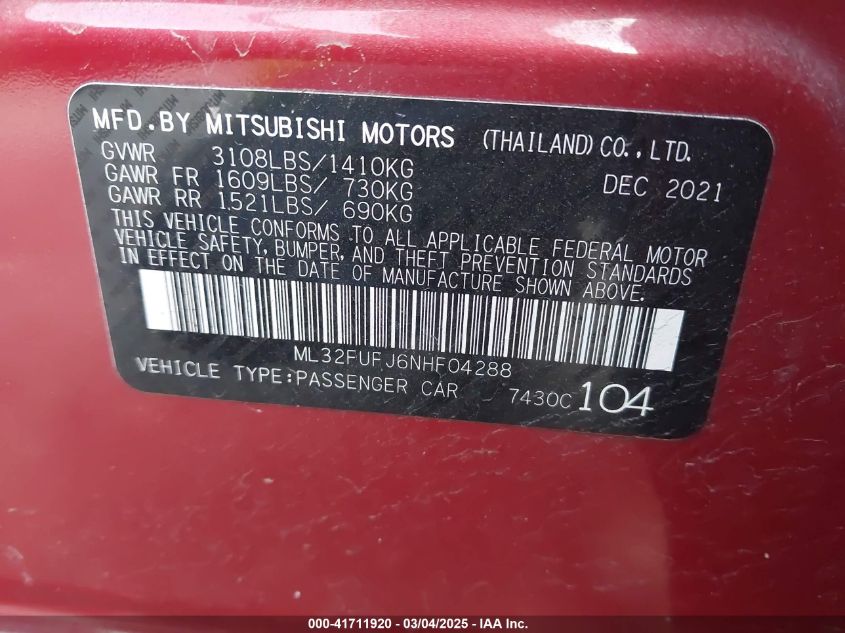 MFD.BY MITSUBISHI MOTORS (THAILAND) CO., LTD.
GVWR 3108LBS/1410KG DEC 2021
GAWR FR 1609LBS/ 730KG
GAWR RR 1521LBS/ 690KG
THIS VEHICLE CONFORMS TO ALL APPLICABLE FEDERAL MOTOR
VEHICLE SAFETY, BUMPER, AND THEFT PREVENTION STANDARDS
IN EFFECT ON THE DATE OF MANUFACTURE SHOWN ABOVE.
ML32FUFJ6NHF04288
VEHICLE TYPE:PASSENGER CAR 7430C 104
000-41711920 / 03/04/2025 - IAA Inc.